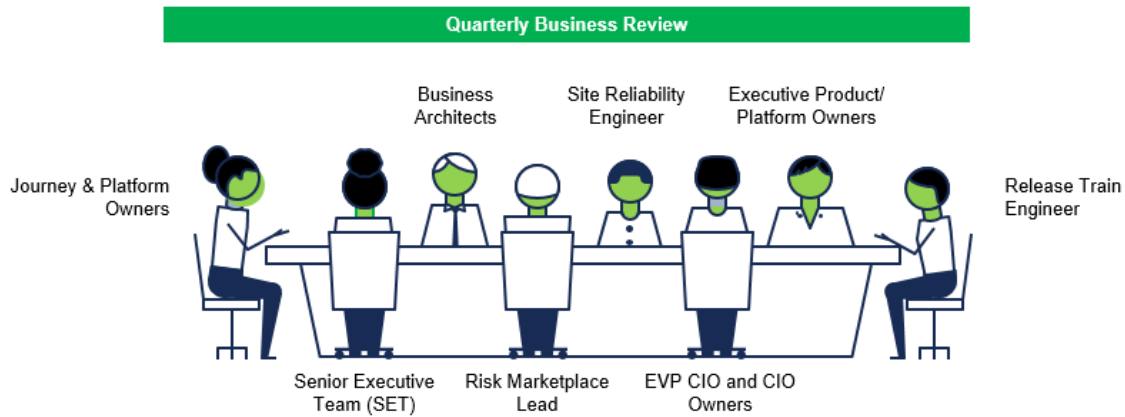 Quarterly Business Review
Business
Architects
Site Reliability
Engineer
Executive Product/
Platform Owners
Journey & Platform
Owners
Release Train
Engineer
Senior Executive
Team (SET)
Risk Marketplace
Lead
EVP CIO and CIO
Owners